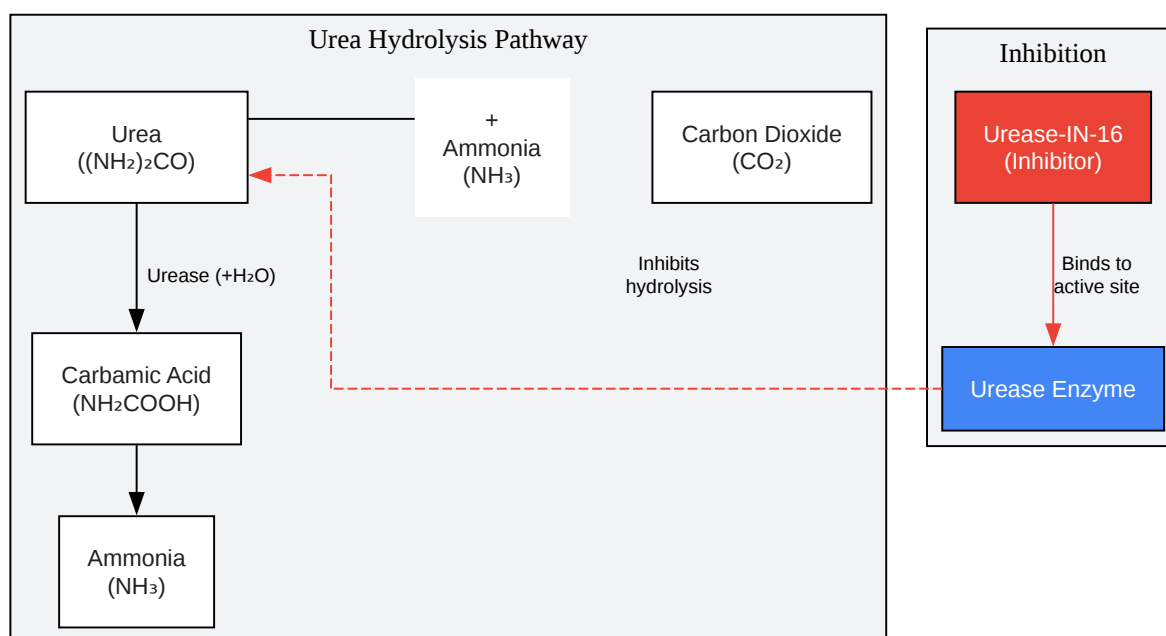 Urea Hydrolysis Pathway
Urea
((NH₂)₂CO)
+
Ammonia
(NH₃)
Carbon Dioxide
(CO₂)
Urease (+H₂O)
Inhibits
hydrolysis
Carbamic Acid
(NH₂COOH)
Ammonia
(NH₃)
Inhibition
Urease-IN-16
(Inhibitor)
Binds to
active site
Urease Enzyme